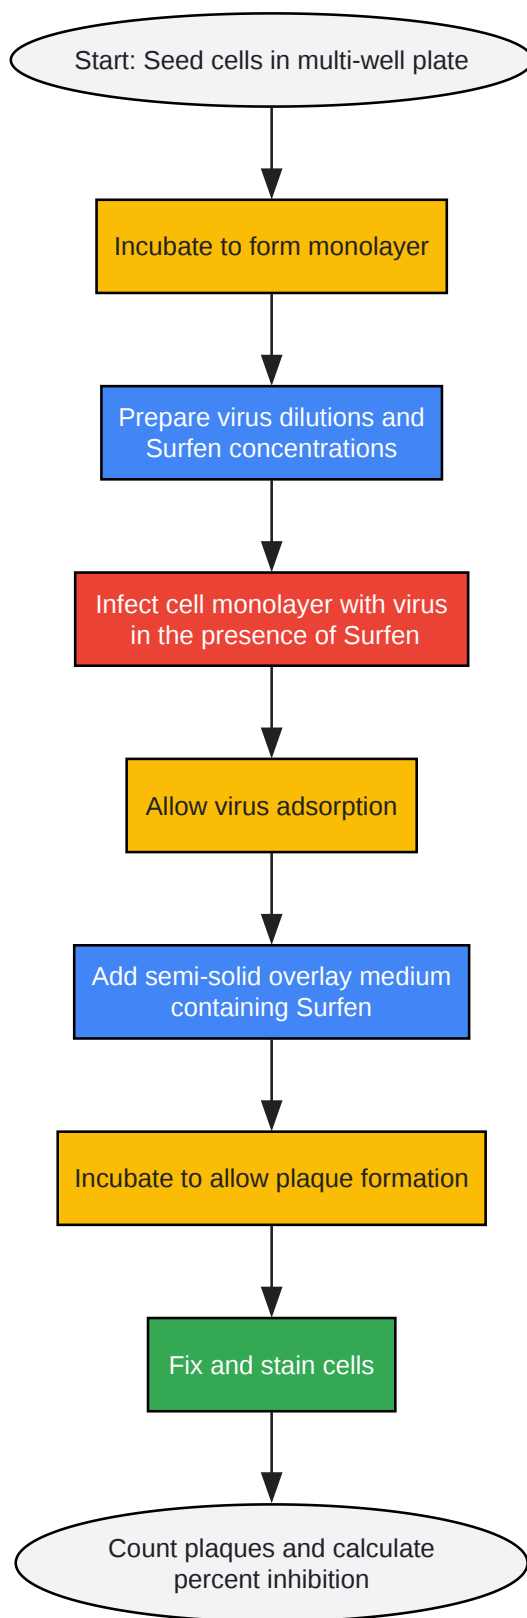 Start: Seed cells in multi-well plate
Incubate to form monolayer
Prepare virus dilutions and
Surfen concentrations
Infect cell monolayer with virus
in the presence of Surfen
Allow virus adsorption
Add semi-solid overlay medium
containing Surfen
Incubate to allow plaque formation
Fix and stain cells
Count plaques and calculate
percent inhibition